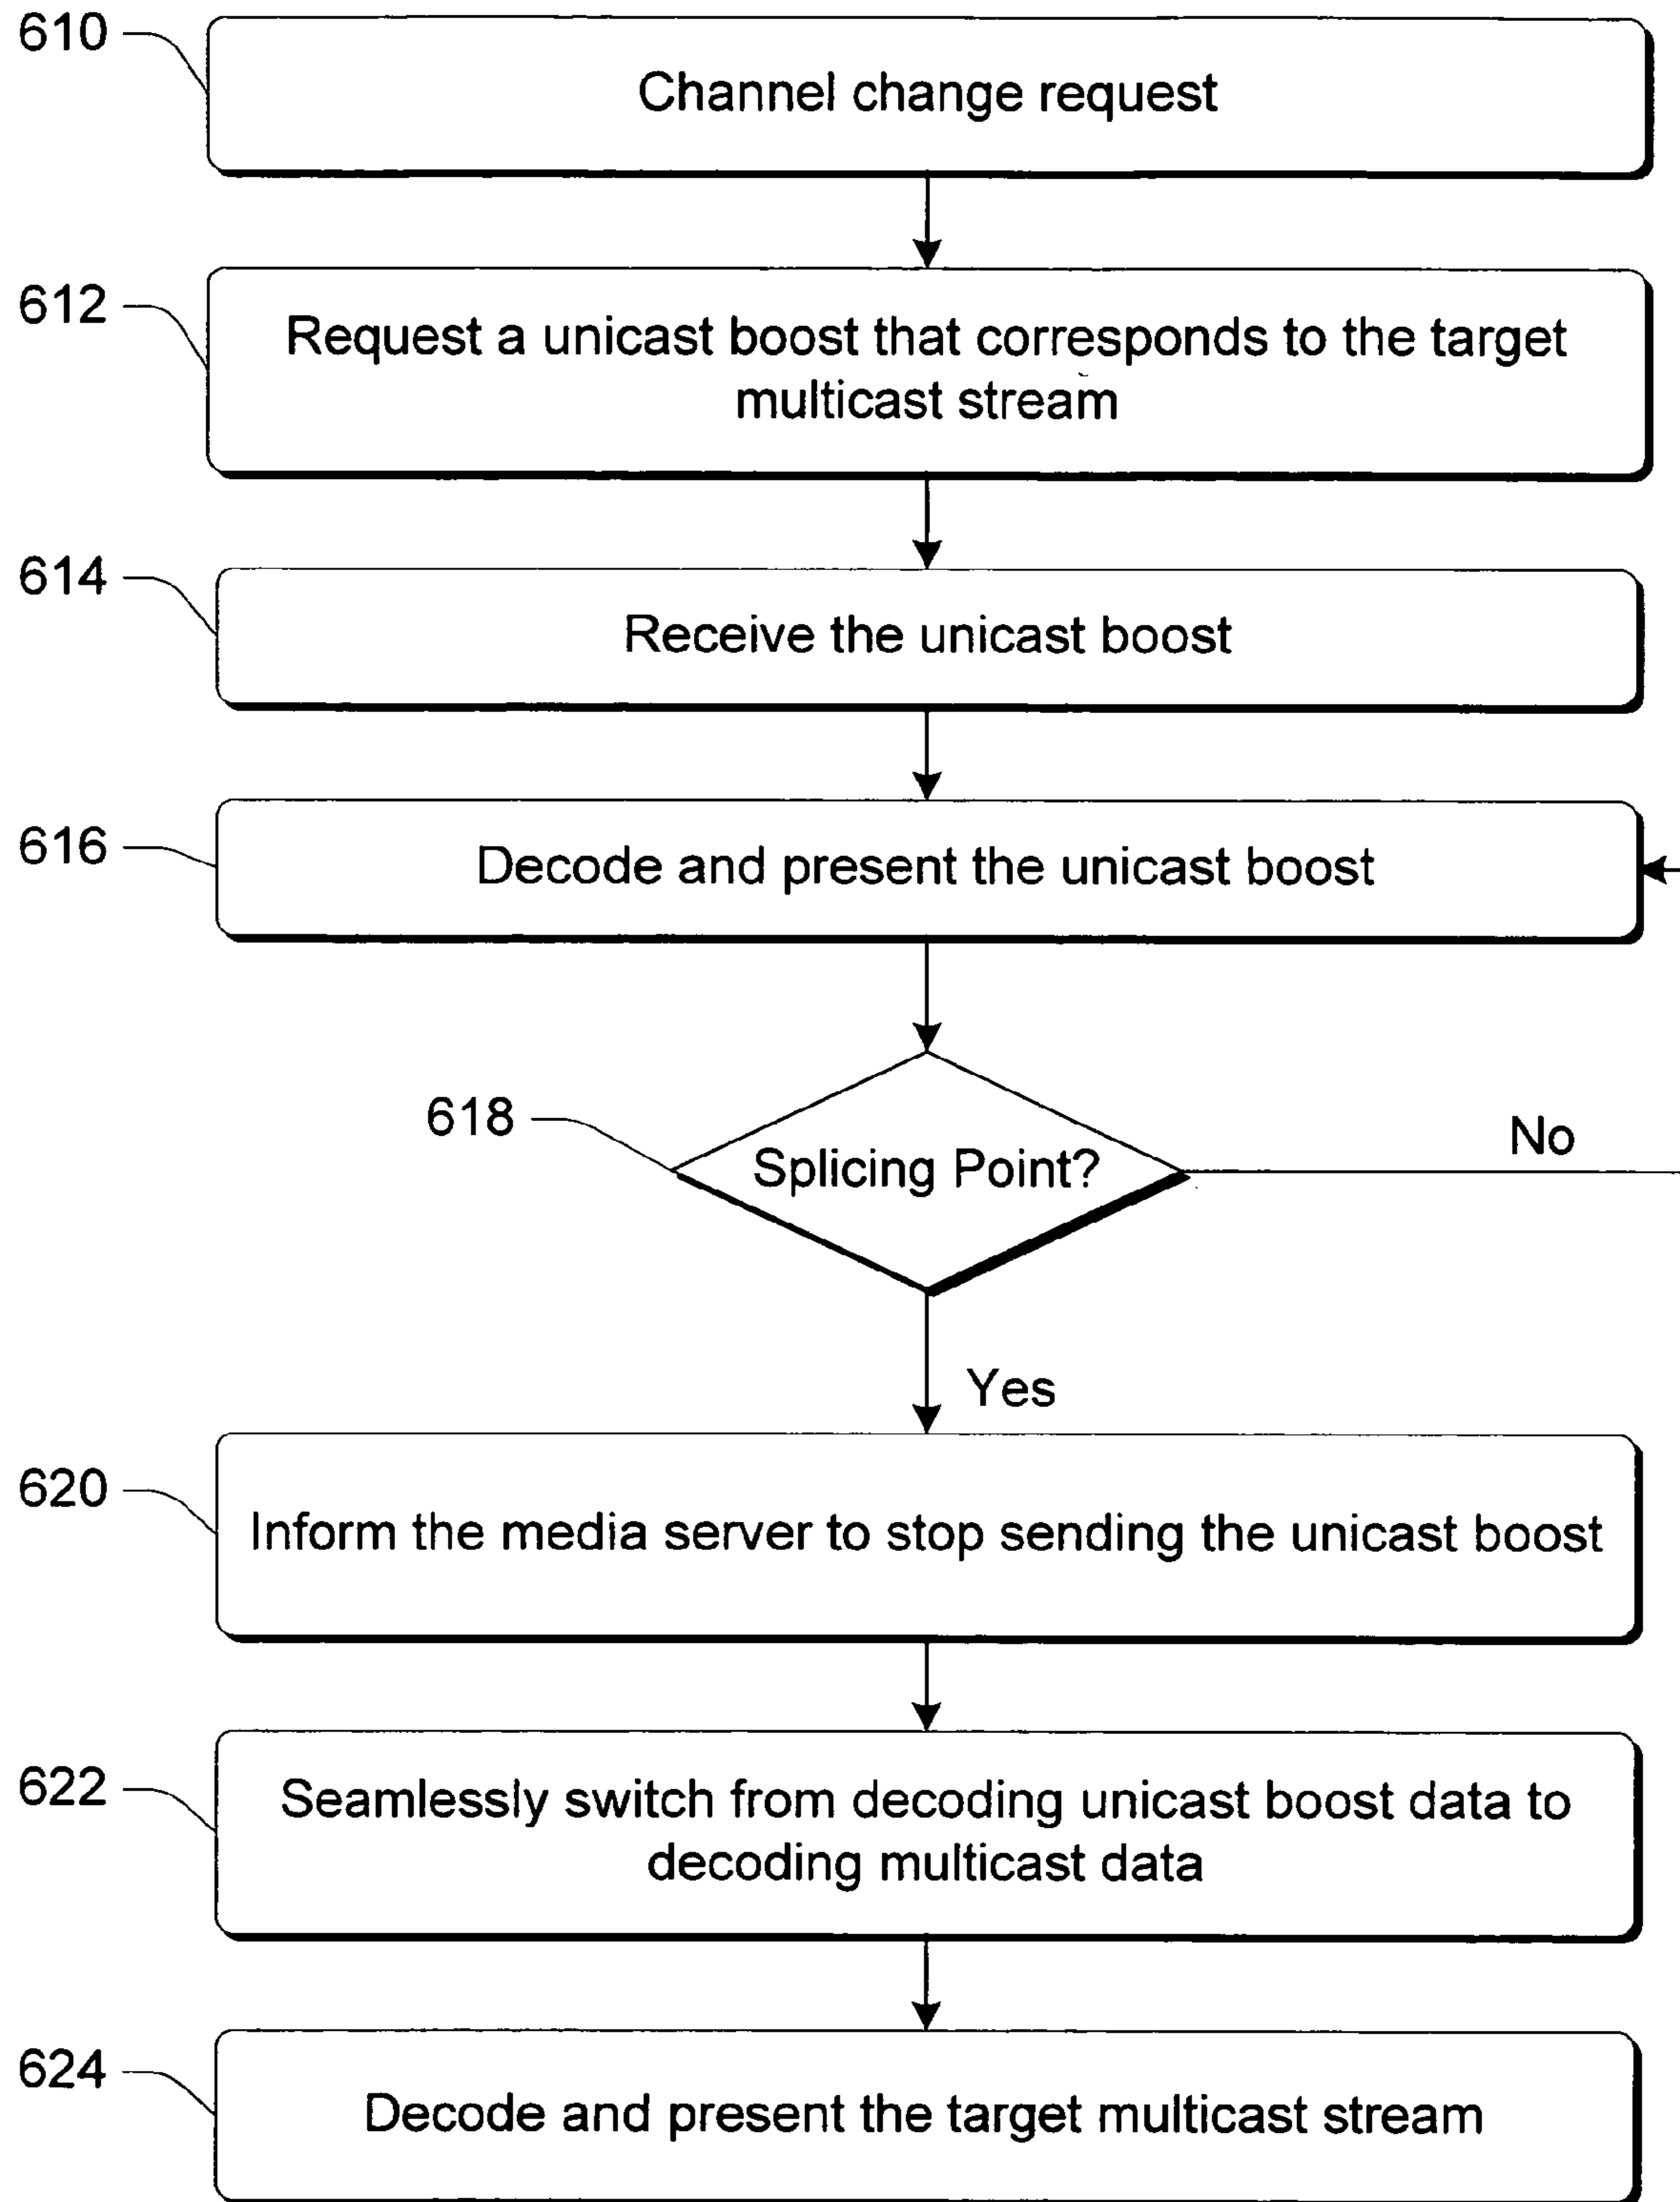 610
Channel change request
612
Request a unicast boost that corresponds to the target
multicast stream
614
Receive the unicast boost
616
Decode and present the unicast boost
618
Splicing Point?
No
Yes
620
Inform the media server to stop sending the unicast boost
622
Seamlessly switch from decoding unicast boost data to
decoding multicast data
624
Decode and present the target multicast stream